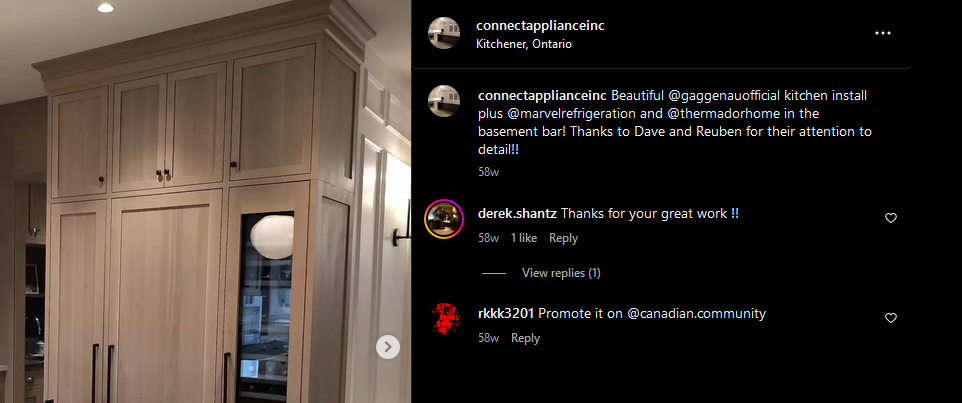 connectapplianceinc
Kitchener, Ontario
connectapplianceinc Beautiful @gaggenauofficial kitchen install
plus @marvelrefrigeration and @thermadorhome in the
basement bar! Thanks to Dave and Reuben for their attention to
detail!!
58w
derek.shantz Thanks for your great work !!
58w 1 like Reply
View replies (1)
rkkk3201 Promote it on @canadian.community
58w Reply